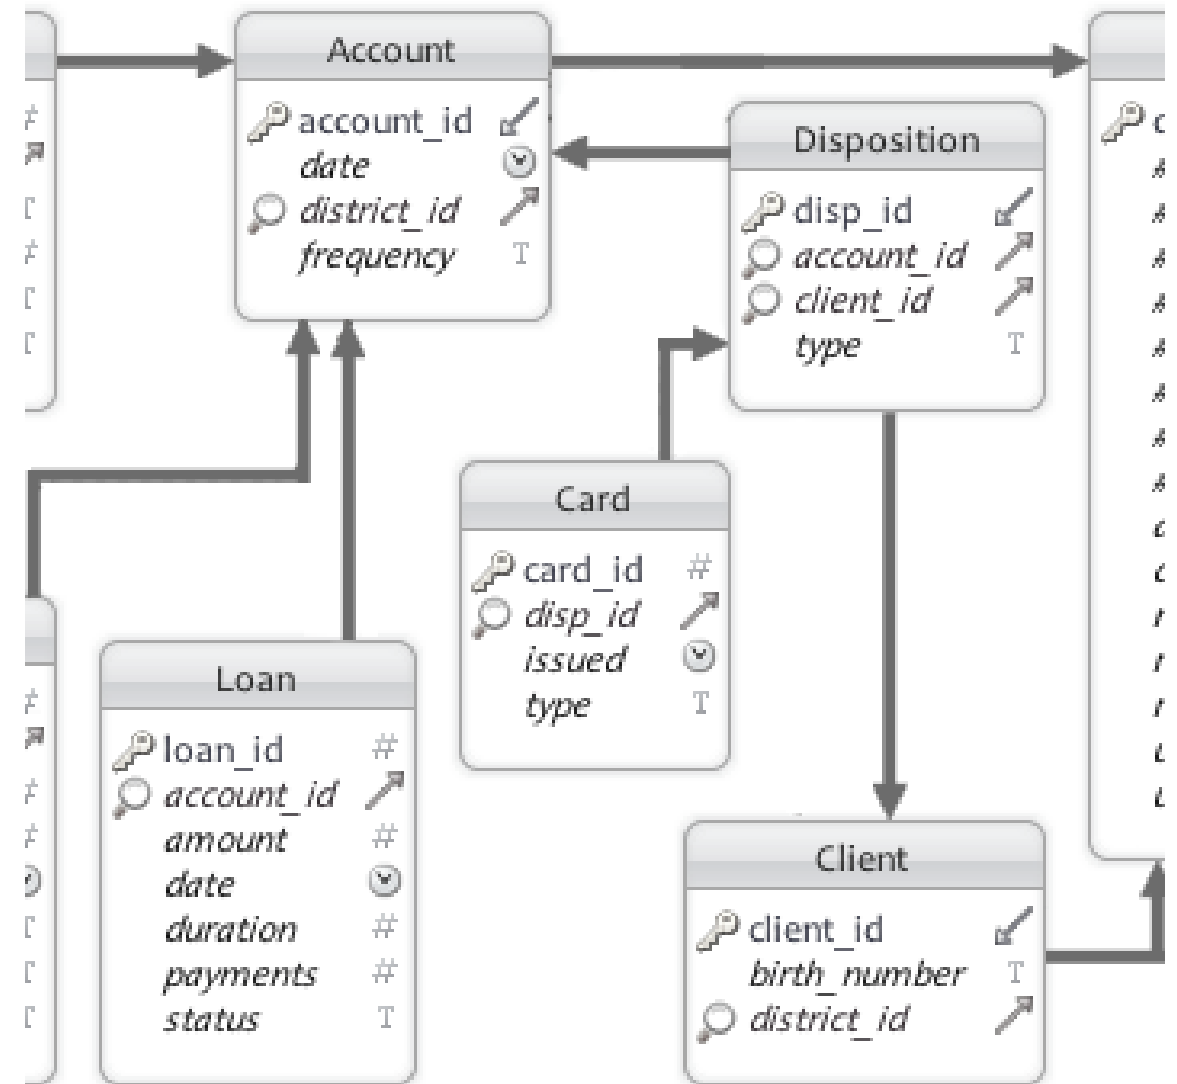 Account
account_id
date
district_id
frequency T
Disposition
disp_id
account_id
client_id
type T
Card
card_id #
disp_id
issued
type T
Loan
loan_id #
account_id
amount #
date
duration #
payments #
status T
Client
client_id
birth_number T
district_id